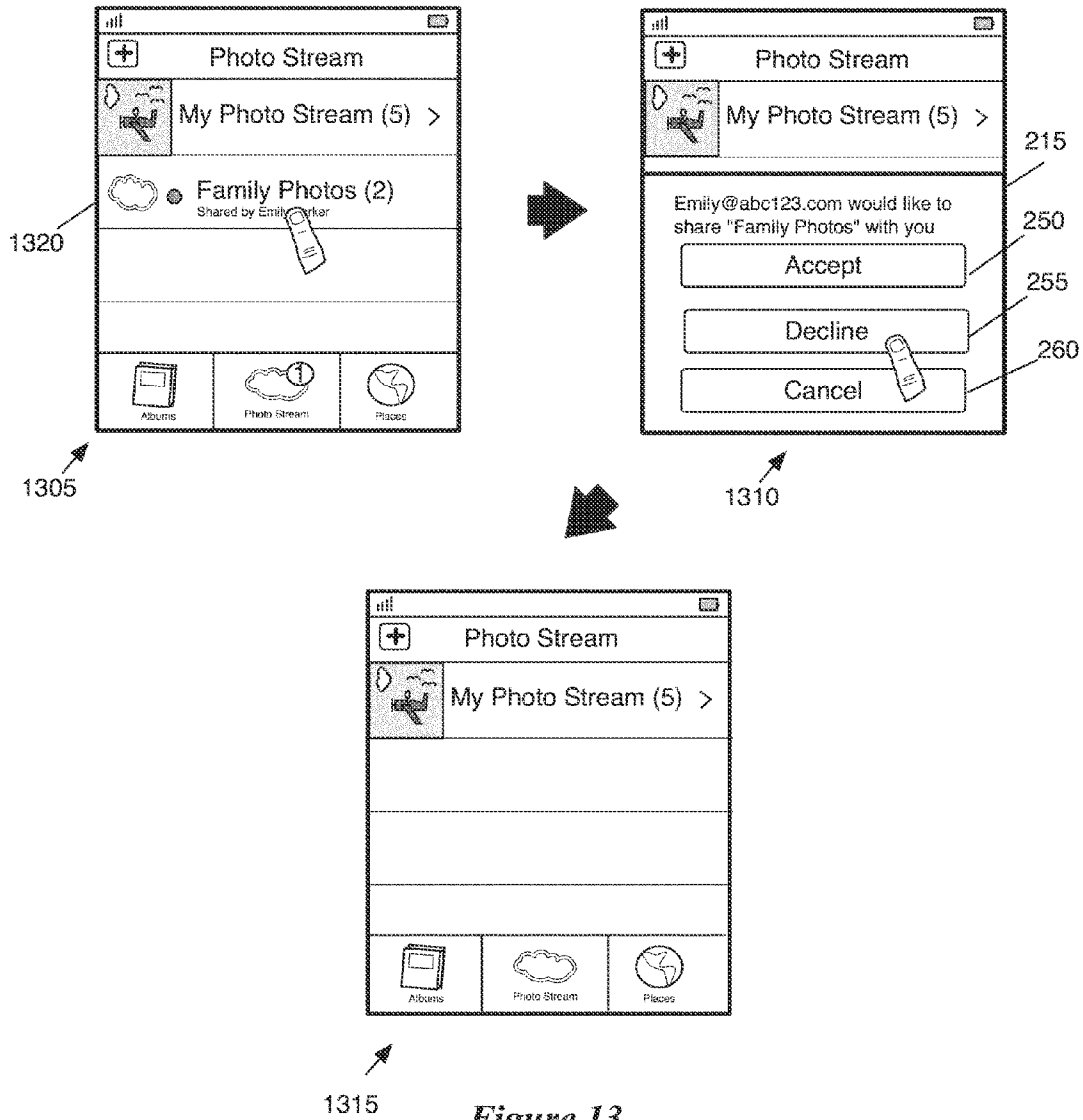 Photo Stream
My Photo Stream (5) >
Family Photos (2)
Shared by Emily Parker
1
Albums
Photo Stream
Places
1320
1305
Photo Stream
My Photo Stream (5) >
215
Emily@abc123.com would like to
share "Family Photos" with you
250
Accept
255
Decline
260
Cancel
1310
Photo Stream
My Photo Stream (5) >
Albums
Photo Stream
Places
1315
Figure 13